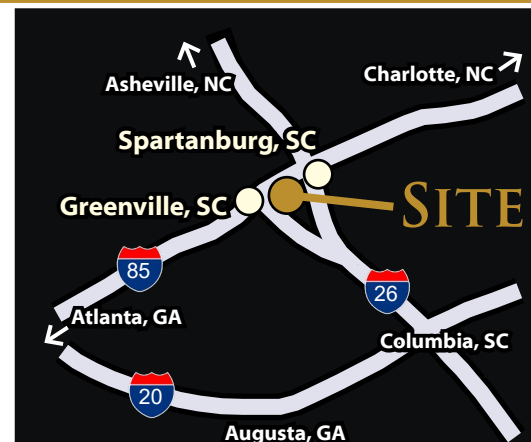 Asheville, NC
Charlotte, NC
Spartanburg, SC
Greenville, SC
SITE
85
26
Atlanta, GA
Columbia, SC
20
Augusta, GA